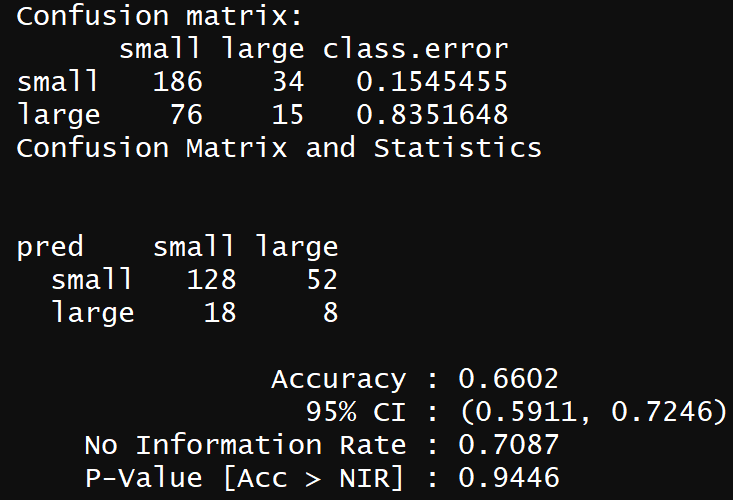 Confusion matrix:
      small large class.error
small   186    34   0.1545455
large    76    15   0.8351648
Confusion Matrix and Statistics


pred    small large
  small   128    52
  large    18     8

               Accuracy : 0.6602
                 95% CI : (0.5911, 0.7246)
    No Information Rate : 0.7087
    P-Value [Acc > NIR] : 0.9446